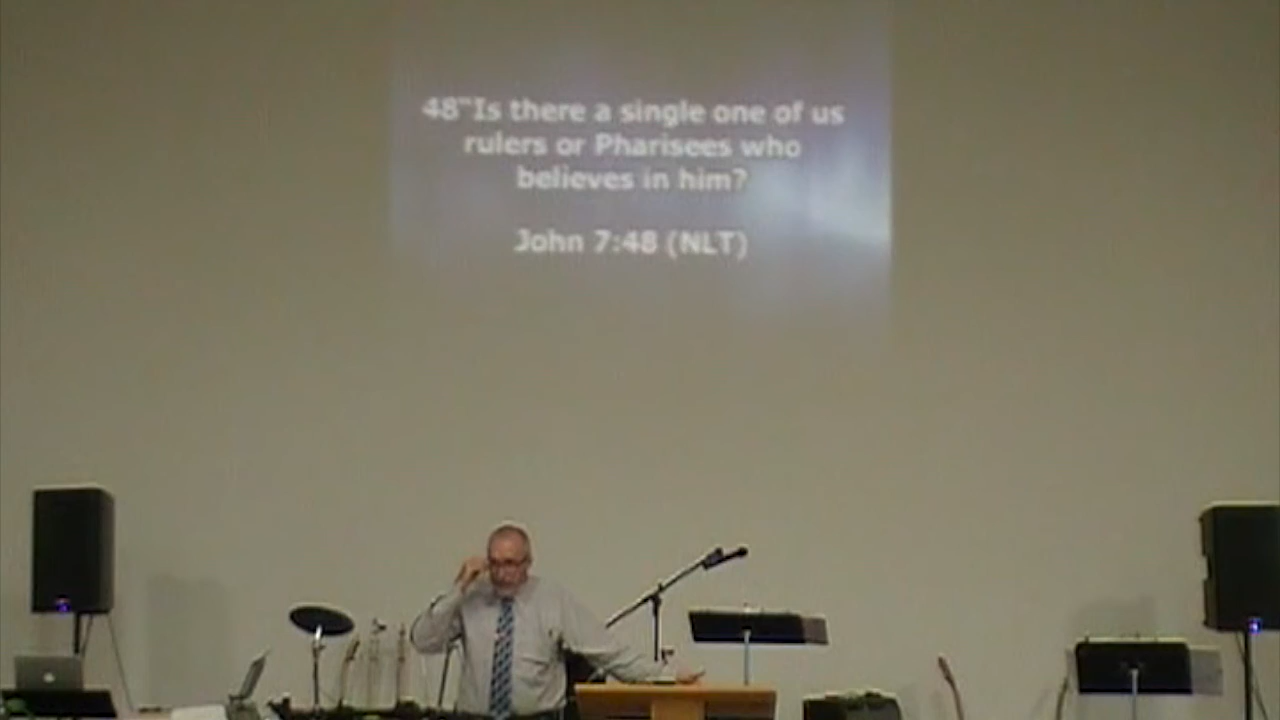 48"Is there a single one of us
rulers or Pharisees who
believes in him?
John 7:48 (NLT)